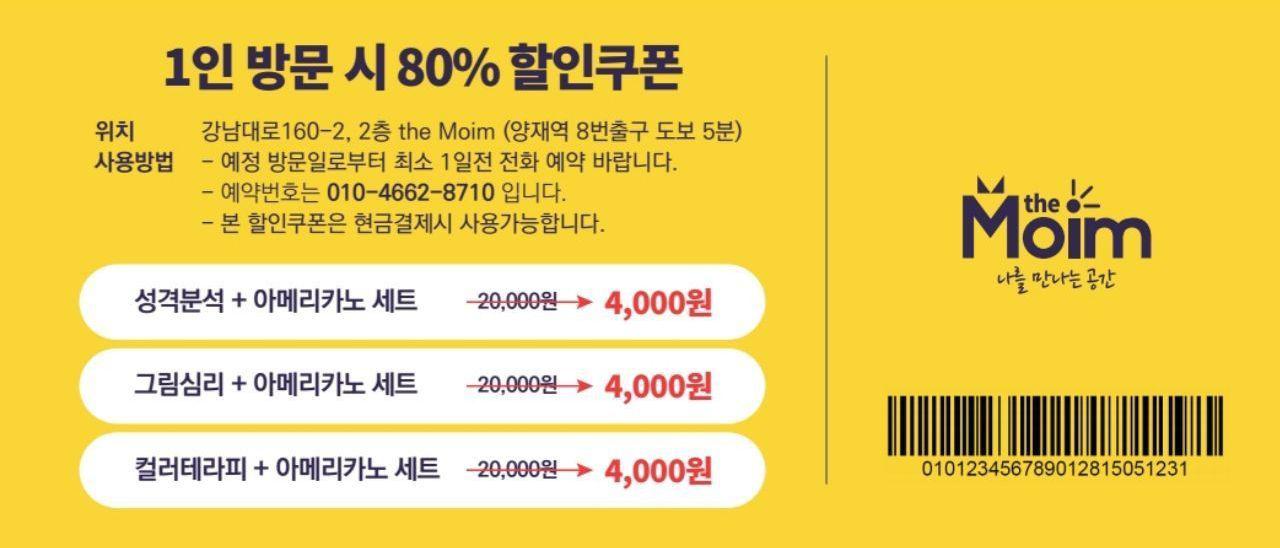 1인 방문 시 80% 할인쿠폰
위치 강남대로160-2, 2층 the Moim (양재역 8번출구 도보 5분)
사용방법 - 예정 방문일로부터 최소 1일전 전화 예약 바랍니다.
- 예약번호는 010-4662-8710 입니다.
- 본 할인쿠폰은 현금결제시 사용가능합니다.
성격분석 + 아메리카노 세트 20,000원 4,000원
그림심리 + 아메리카노 세트 20,000원 4,000원
컬러테라피 + 아메리카노 세트 20,000원 4,000원
the
Moim
나를 만나는 공간
010123456789012815051231